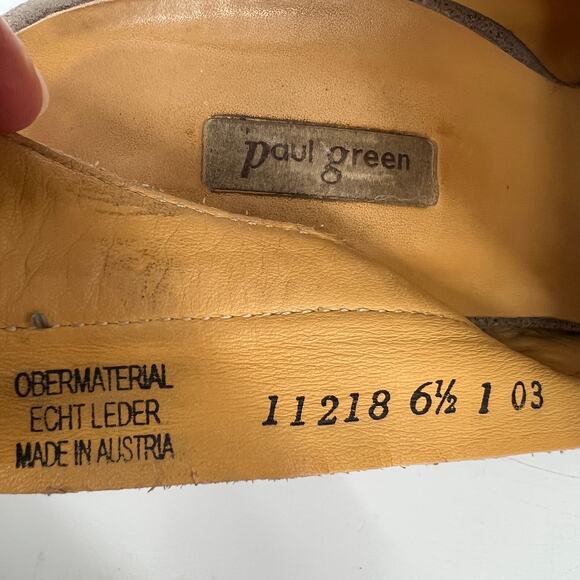 paul green
OBERMATERIAL
ECHT LEDER
MADE IN AUSTRIA
11218 6½ 1 03